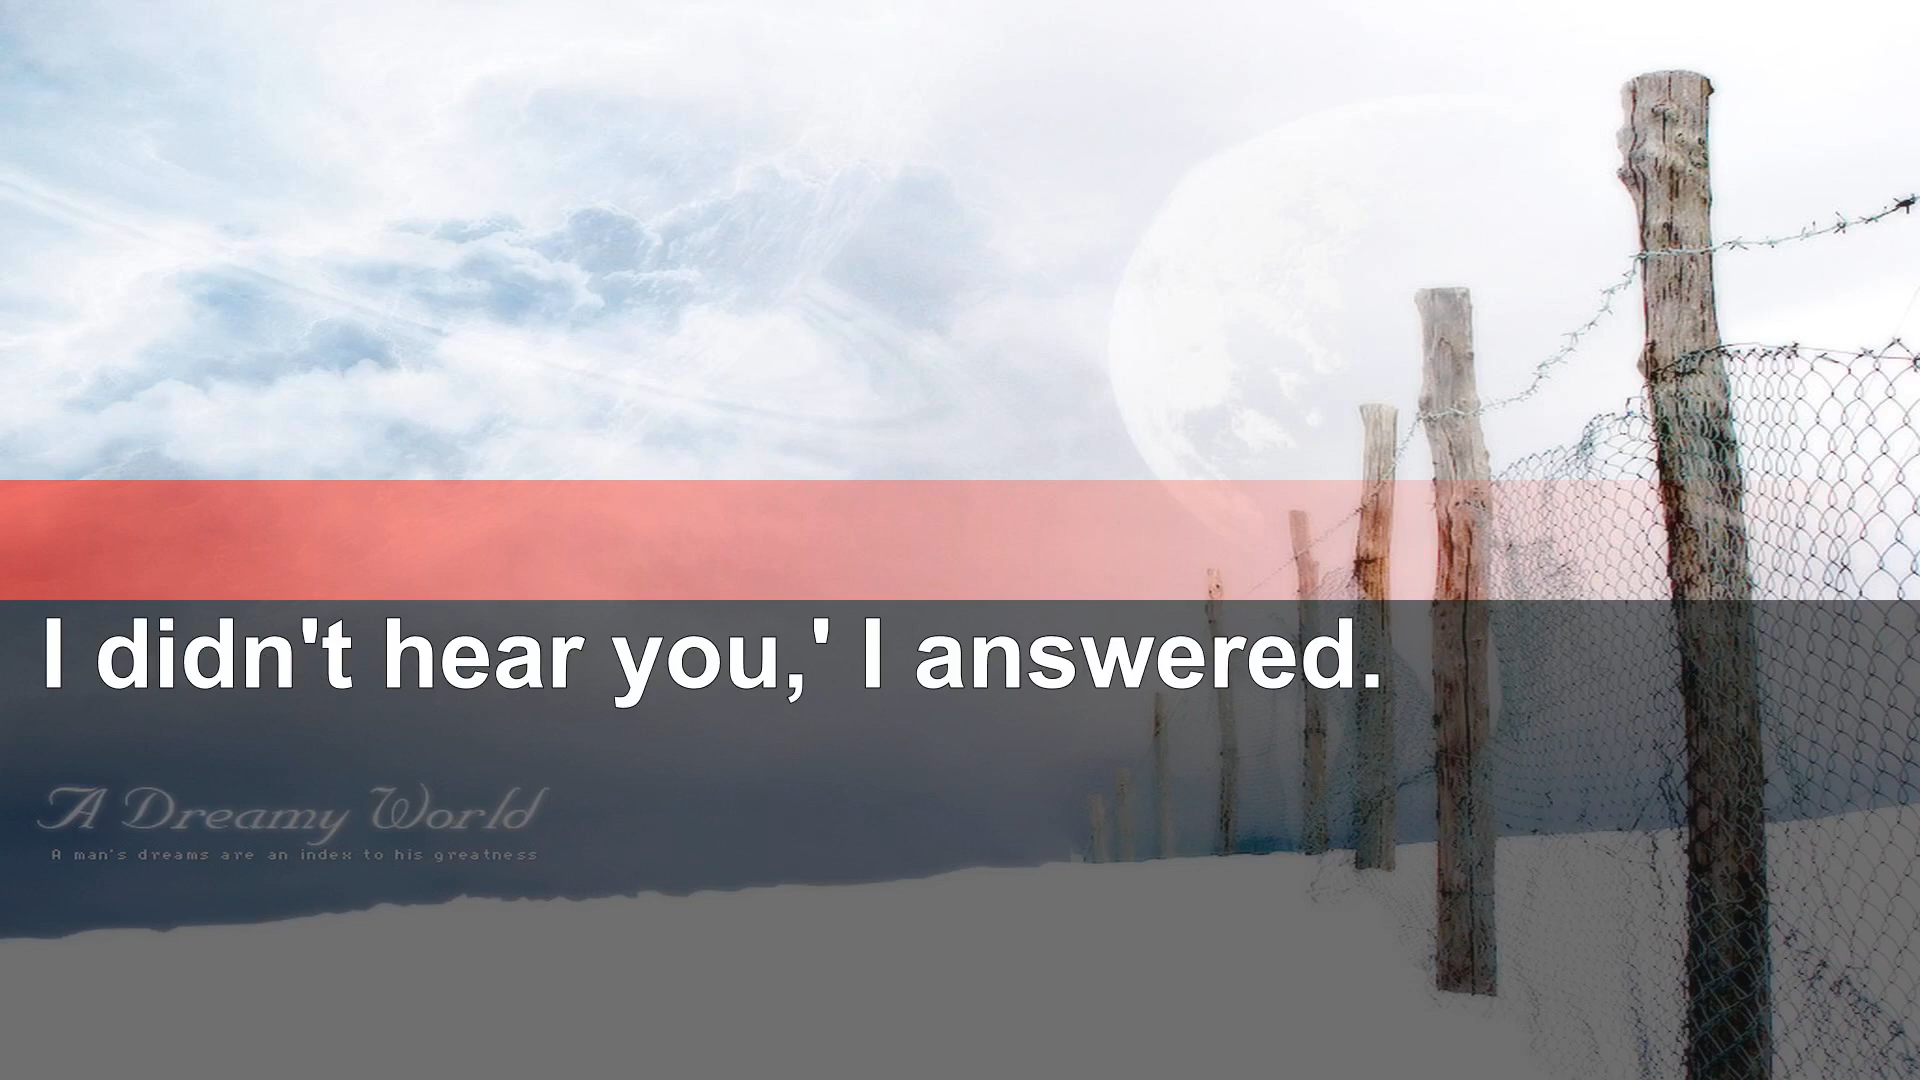 I didn't hear you,' I answered.
A Dreamy World
A man's dreams are an index to his greatness